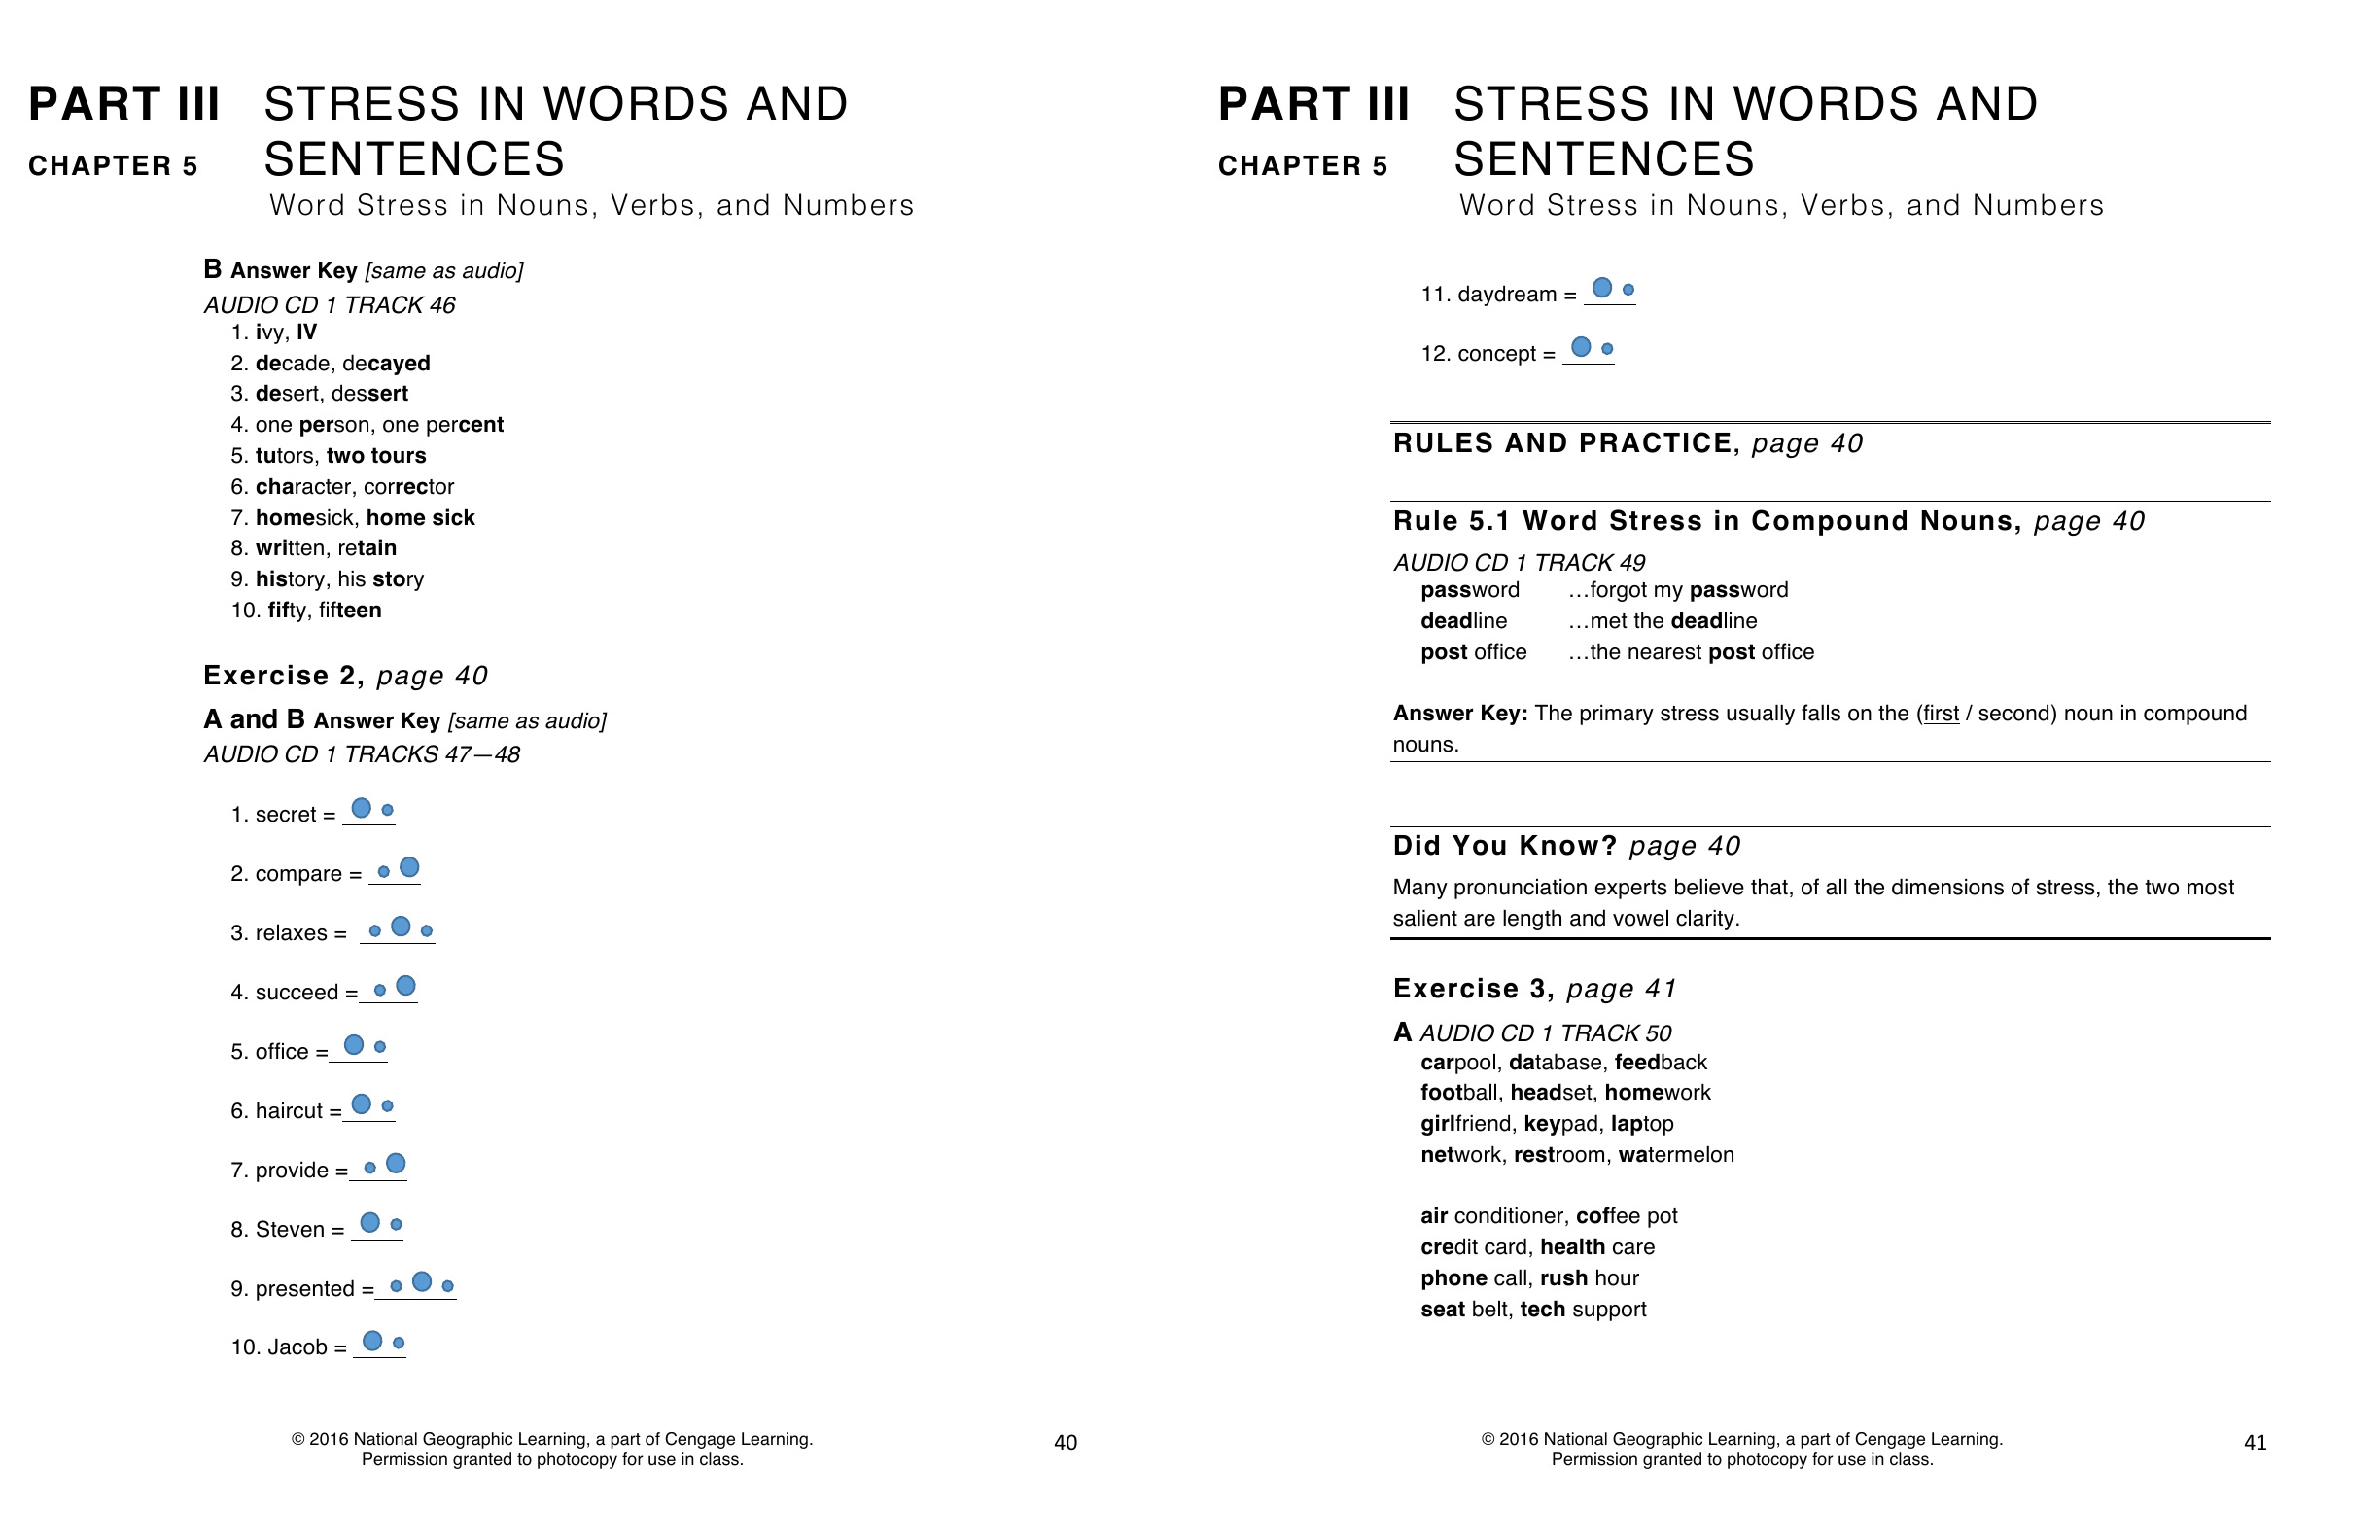 PART III STRESS IN WORDS AND
CHAPTER 5 SENTENCES
Word Stress in Nouns, Verbs, and Numbers
B Answer Key [same as audio]
AUDIO CD 1 TRACK 46
1. ivy, IV
2. decade, decayed
3. desert, dessert
4. one person, one percent
5. tutors, two tours
6. character, corrector
7. homesick, home sick
8. written, retain
9. history, his story
10. fifty, fifteen
Exercise 2, page 40
A and B Answer Key [same as audio]
AUDIO CD 1 TRACKS 47—48
1. secret =
2. compare =
3. relaxes =
4. succeed =
5. office =
6. haircut =
7. provide =
8. Steven =
9. presented =
10. Jacob =
© 2016 National Geographic Learning, a part of Cengage Learning.
Permission granted to photocopy for use in class.
40
PART III STRESS IN WORDS AND
CHAPTER 5 SENTENCES
Word Stress in Nouns, Verbs, and Numbers
11. daydream =
12. concept =
RULES AND PRACTICE, page 40
Rule 5.1 Word Stress in Compound Nouns, page 40
AUDIO CD 1 TRACK 49
password …forgot my password
deadline …met the deadline
post office …the nearest post office
Answer Key: The primary stress usually falls on the (first / second) noun in compound
nouns.
Did You Know? page 40
Many pronunciation experts believe that, of all the dimensions of stress, the two most
salient are length and vowel clarity.
Exercise 3, page 41
A AUDIO CD 1 TRACK 50
carpool, database, feedback
football, headset, homework
girlfriend, keypad, laptop
network, restroom, watermelon
air conditioner, coffee pot
credit card, health care
phone call, rush hour
seat belt, tech support
© 2016 National Geographic Learning, a part of Cengage Learning.
Permission granted to photocopy for use in class.
41